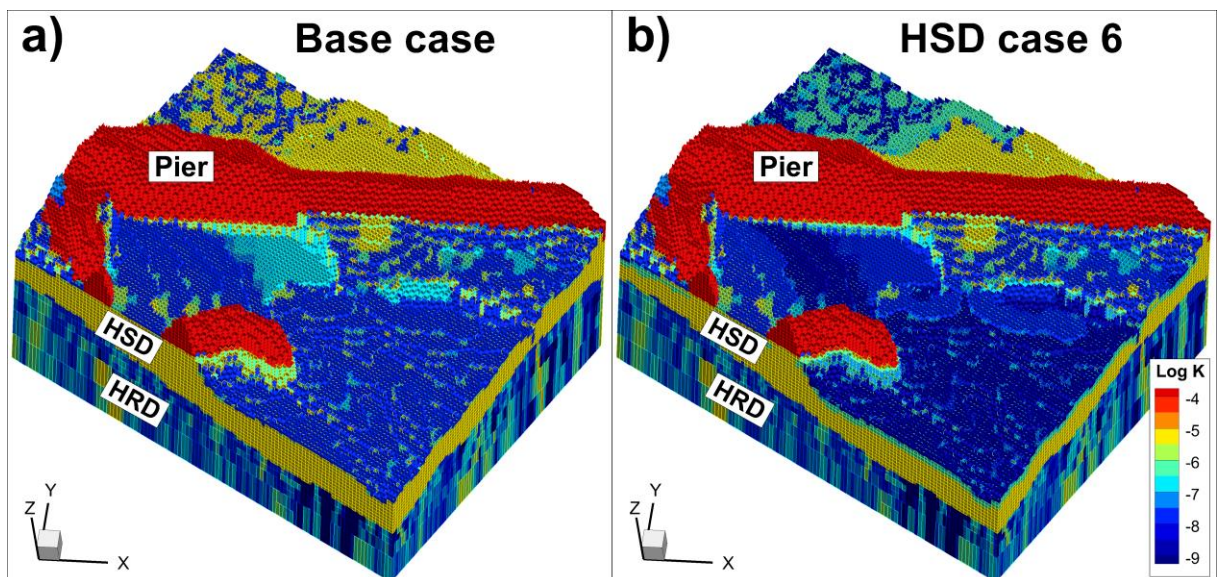 a) Base case
Pier
HSD
HRD
Z Y
X
b) HSD case 6
Pier
HSD
HRD
Z Y
X
Log K
-4
-5
-6
-7
-8
-9